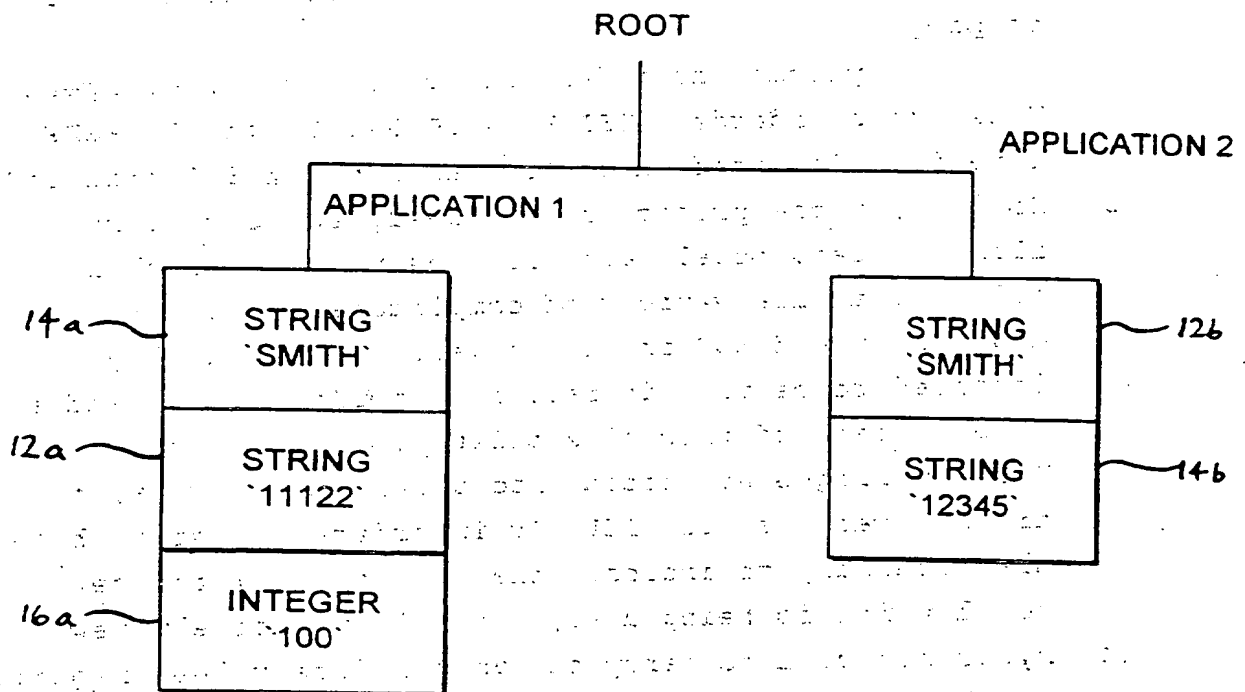 ROOT
APPLICATION 2
APPLICATION 1
14a
STRING
`SMITH`
12a
STRING
`11122`
16a
INTEGER
`100`
STRING
`SMITH`
12b
STRING
`12345`
14b